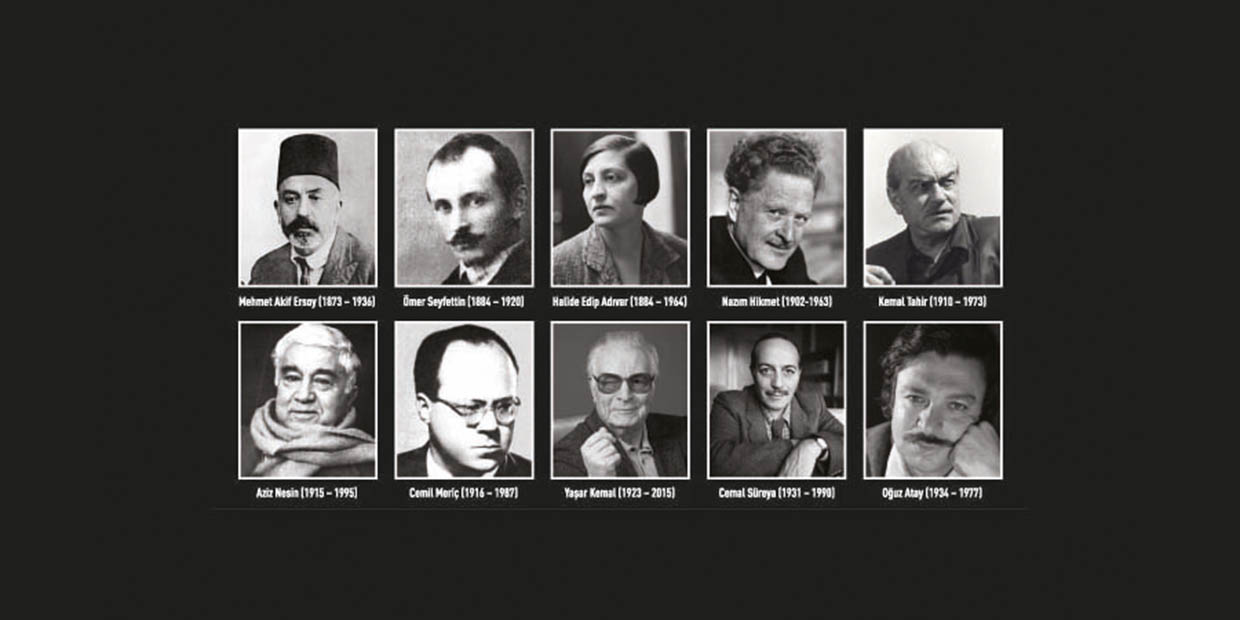 Mehmet Akif Ersoy (1873 – 1936)
Ömer Seyfettin (1884 – 1920)
Halide Edip Adıvar (1884 – 1964)
Nazım Hikmet (1902-1963)
Kemal Tahir (1910 – 1973)
Aziz Nesin (1915 – 1995)
Cemil Meriç (1916 – 1987)
Yaşar Kemal (1923 – 2015)
Cemal Süreya (1931 – 1990)
Oğuz Atay (1934 – 1977)